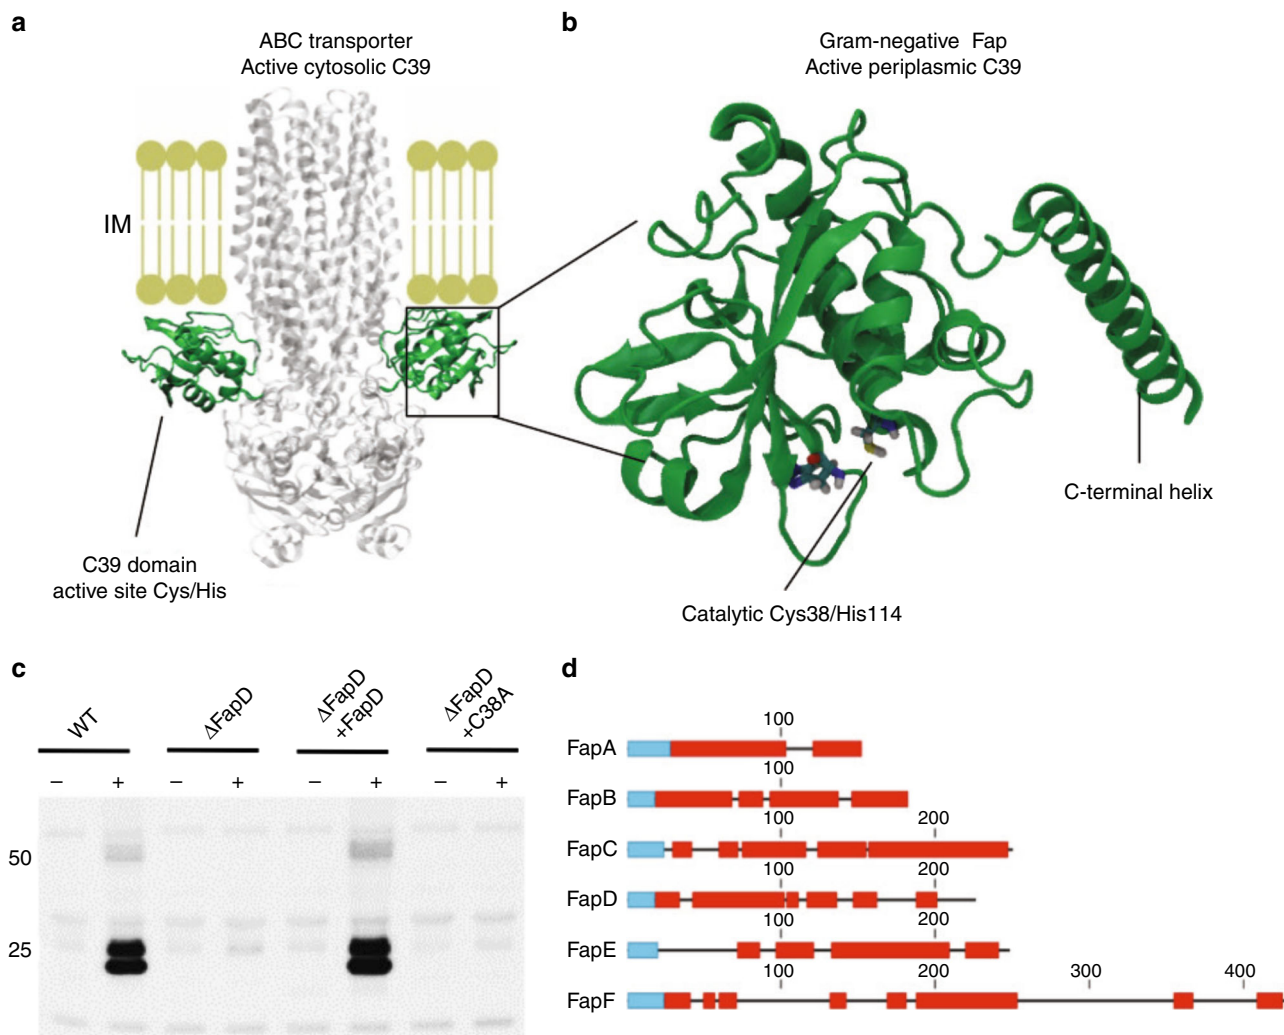 a
ABC transporter
Active cytosolic C39
IM
C39 domain
active site Cys/His
b
Gram-negative Fap
Active periplasmic C39
C-terminal helix
Catalytic Cys38/His114
c
WT
ΔFapD
ΔFapD
+FapD
ΔFapD
+C38A
– + – + – + – +
50
25
d
100
FapA
100
FapB
100 200
FapC
100 200
FapD
100 200
FapE
100 200 300 400
FapF